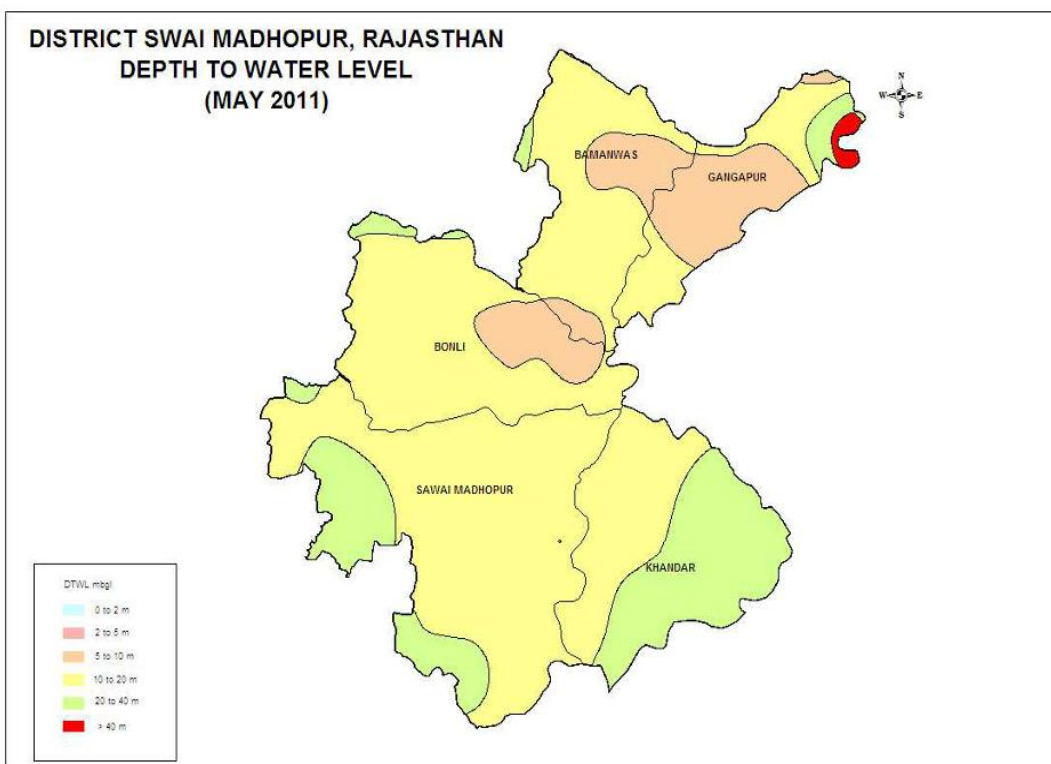 DISTRICT SWAI MADHOPUR, RAJASTHAN
DEPTH TO WATER LEVEL
(MAY 2011)
N
W E
S
BAMANWAS
GANGAPUR
BONLI
SAWAI MADHOPUR
KHANDAR
DTWL mbgl
0 to 2 m
2 to 5 m
5 to 10 m
10 to 20 m
20 to 40 m
> 40 m